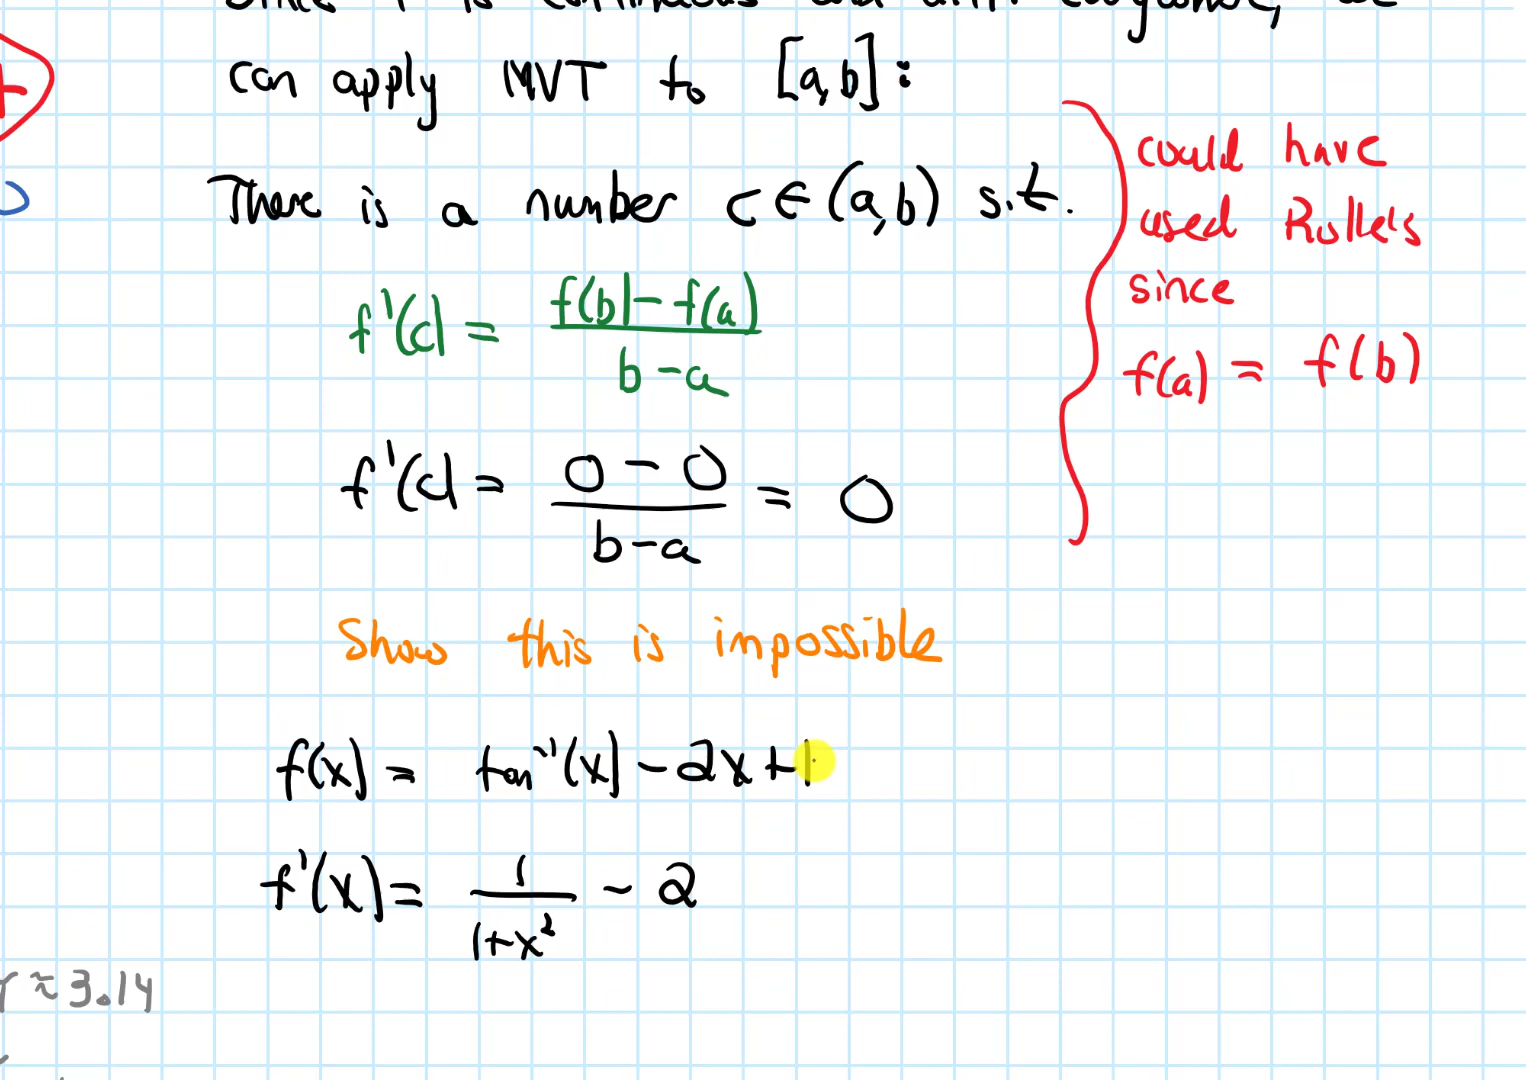 can apply MVT to [a,b]:
There is a number c ∈ (a,b) s.t.
f'(c) = f(b) - f(a) / b - a
f'(c) = 0 - 0 / b - a = 0
could have
used Rolle's
since
f(a) = f(b)
Show this is impossible
f(x) = tan⁻¹(x) - 2x + 1
f'(x) = 1 / 1+x² - 2
≈ 3.14